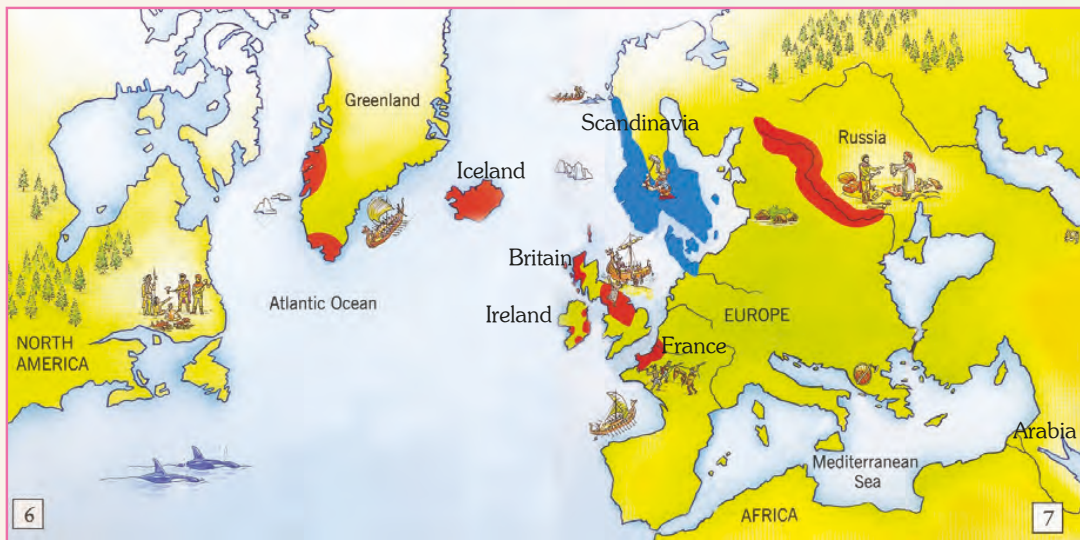 Greenland
Scandinavia
Russia
Iceland
Britain
Atlantic Ocean
Ireland
EUROPE
NORTH
AMERICA
France
Arabia
Mediterranean
Sea
AFRICA
6
7